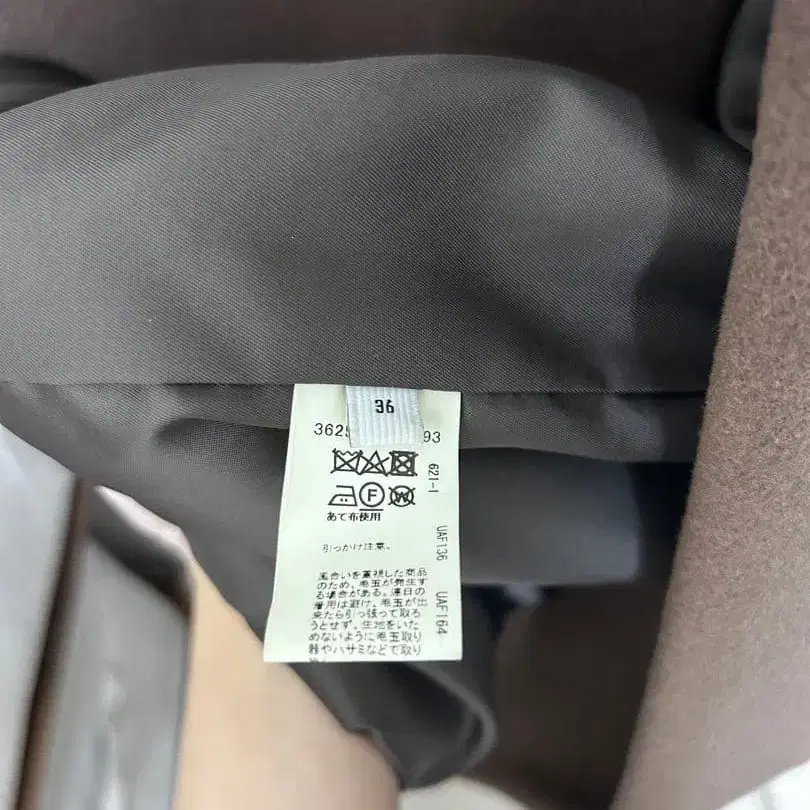 36
3625 93
621-1
UAF136 UAF164
F
W
あて布使用
引っかけ注意。
風合いを重視した商品
のため、毛玉が発生す
る場合がある。連日の
着用は避け、毛玉が出
来たら引っ張って取ろ
うとせず、生地をいた
めないように毛玉取り
器やハサミなどで取り